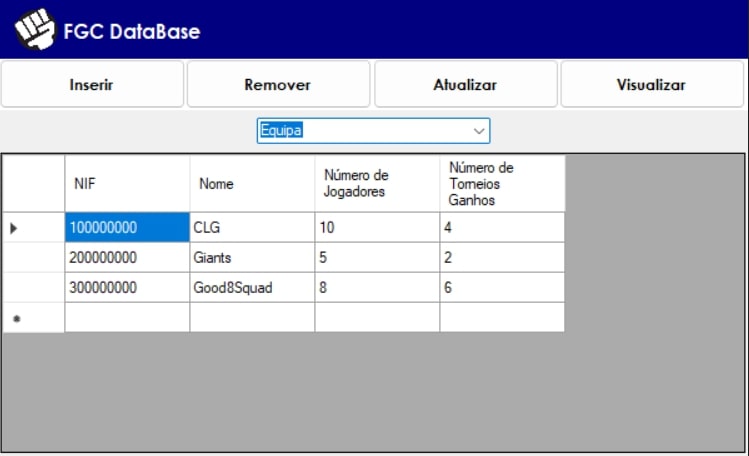 FGC DataBase
Inserir Remover Atualizar Visualizar
Equipa
NIF Nome Número de Jogadores Número de Torneios Ganhos
100000000 CLG 10 4
200000000 Giants 5 2
300000000 Good8Squad 8 6